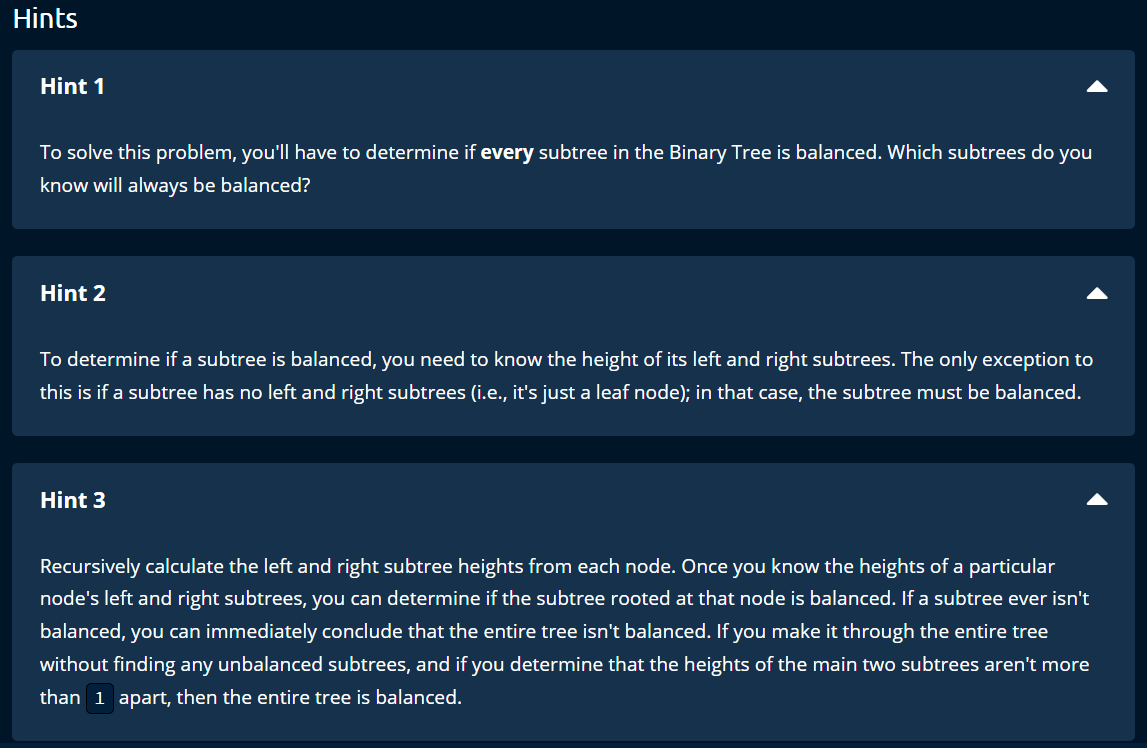 Hints
Hint 1
To solve this problem, you'll have to determine if every subtree in the Binary Tree is balanced. Which subtrees do you
know will always be balanced?
Hint 2
To determine if a subtree is balanced, you need to know the height of its left and right subtrees. The only exception to
this is if a subtree has no left and right subtrees (i.e., it's just a leaf node); in that case, the subtree must be balanced.
Hint 3
Recursively calculate the left and right subtree heights from each node. Once you know the heights of a particular
node's left and right subtrees, you can determine if the subtree rooted at that node is balanced. If a subtree ever isn't
balanced, you can immediately conclude that the entire tree isn't balanced. If you make it through the entire tree
without finding any unbalanced subtrees, and if you determine that the heights of the main two subtrees aren't more
than 1 apart, then the entire tree is balanced.